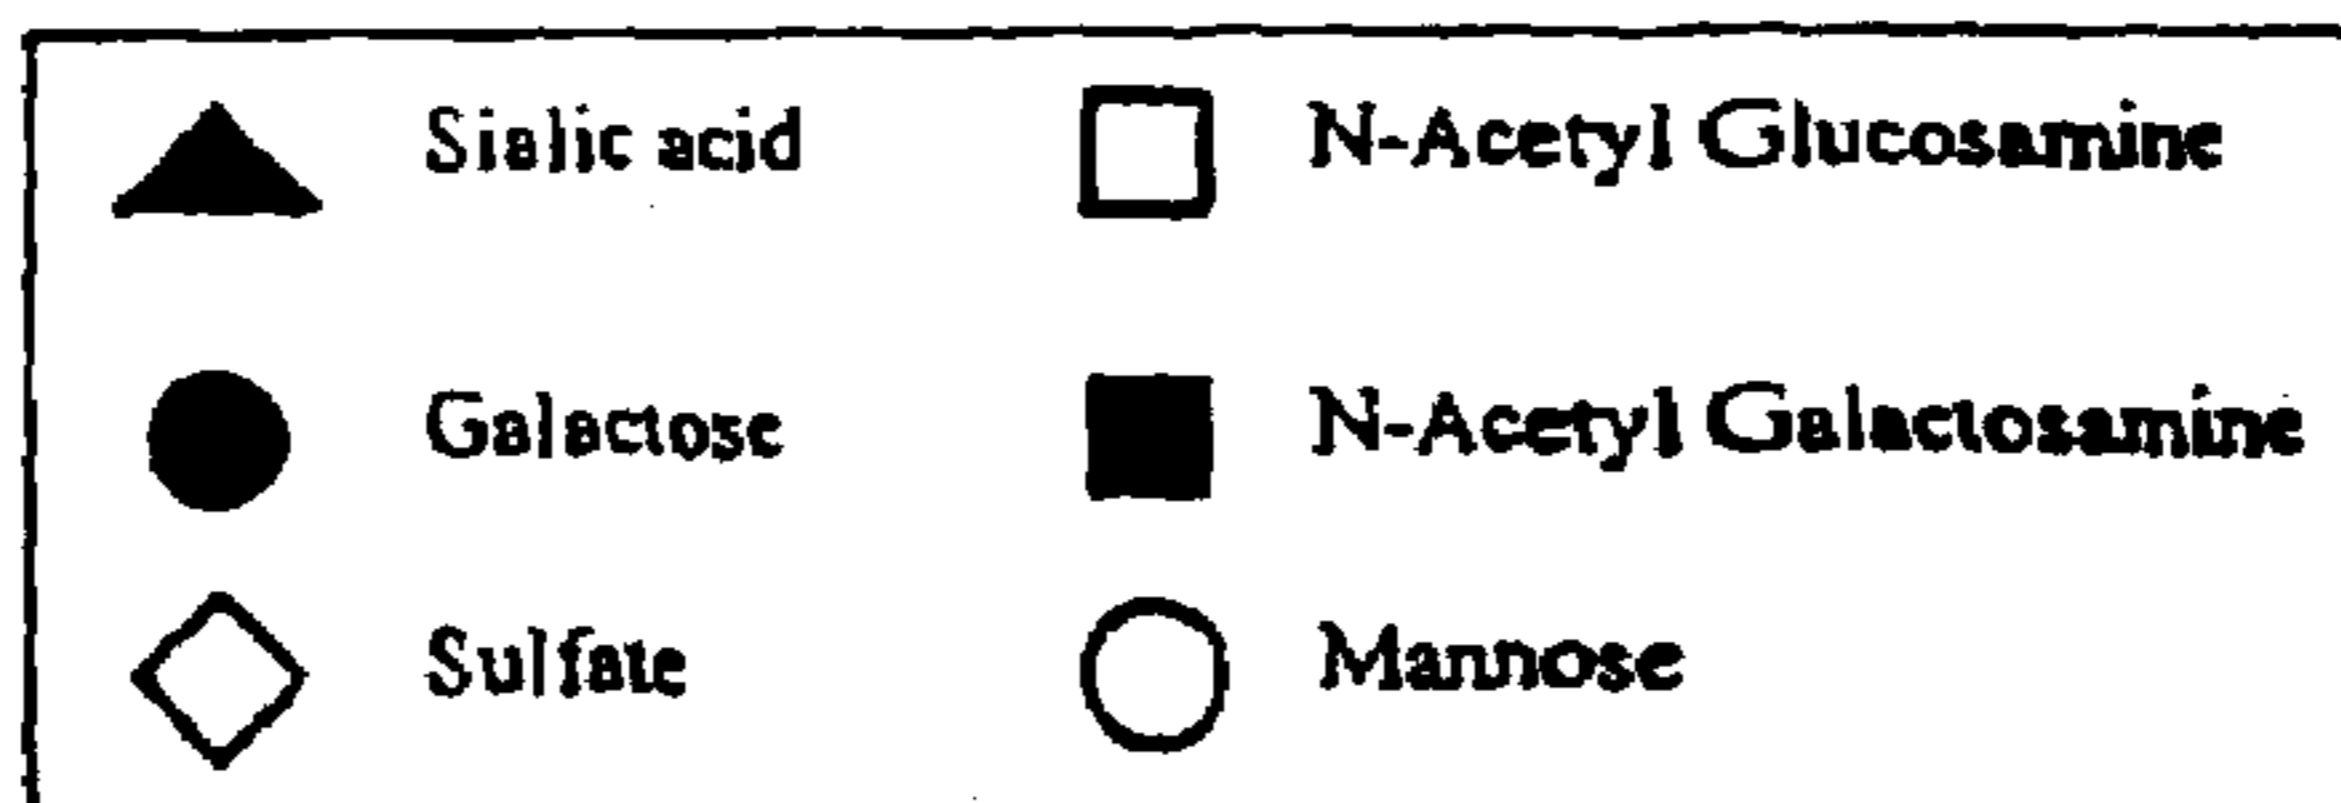 Sialic acid
N-Acetyl Glucosamine
Galactose
N-Acetyl Galactosamine
Sulfate
Mannose